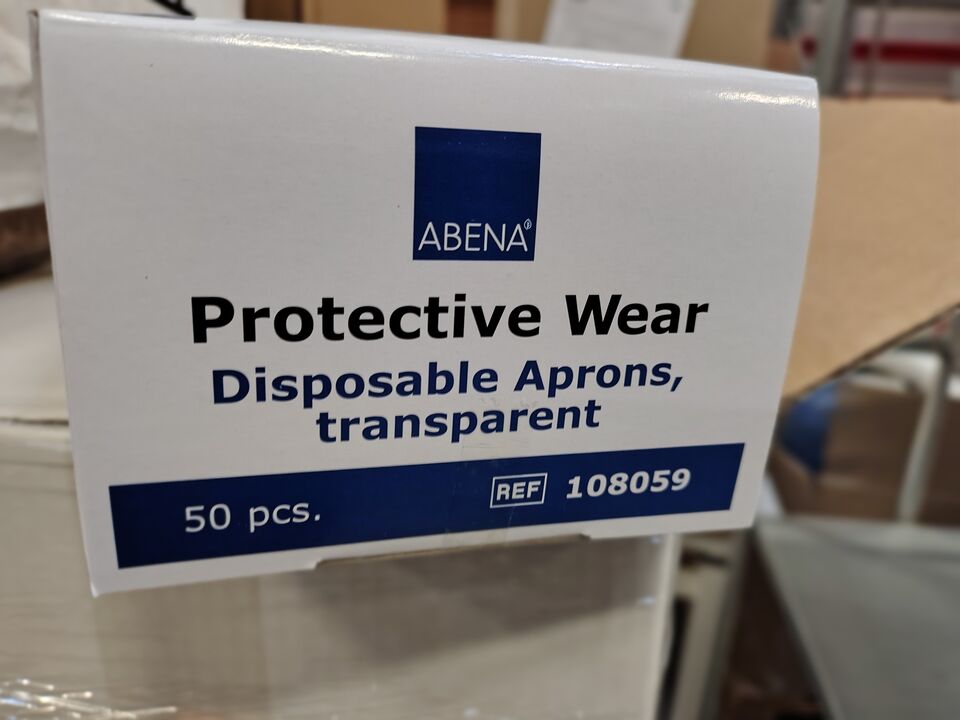 ABENA®
Protective Wear
Disposable Aprons,
transparent
50 pcs. REF 108059